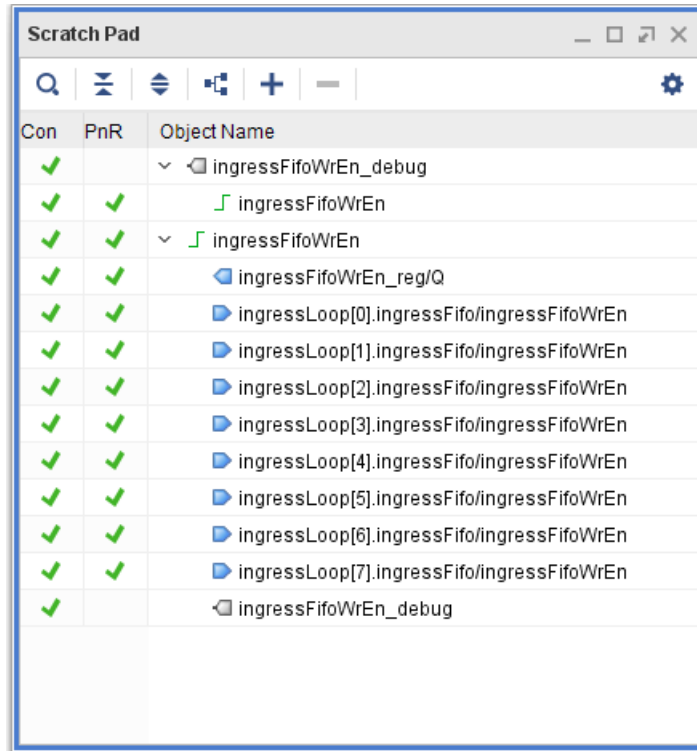 Scratch Pad
Con PnR Object Name
ingressFifoWrEn_debug
ingressFifoWrEn
ingressFifoWrEn
ingressFifoWrEn_reg/Q
ingressLoop[0].ingressFifo/ingressFifoWrEn
ingressLoop[1].ingressFifo/ingressFifoWrEn
ingressLoop[2].ingressFifo/ingressFifoWrEn
ingressLoop[3].ingressFifo/ingressFifoWrEn
ingressLoop[4].ingressFifo/ingressFifoWrEn
ingressLoop[5].ingressFifo/ingressFifoWrEn
ingressLoop[6].ingressFifo/ingressFifoWrEn
ingressLoop[7].ingressFifo/ingressFifoWrEn
ingressFifoWrEn_debug